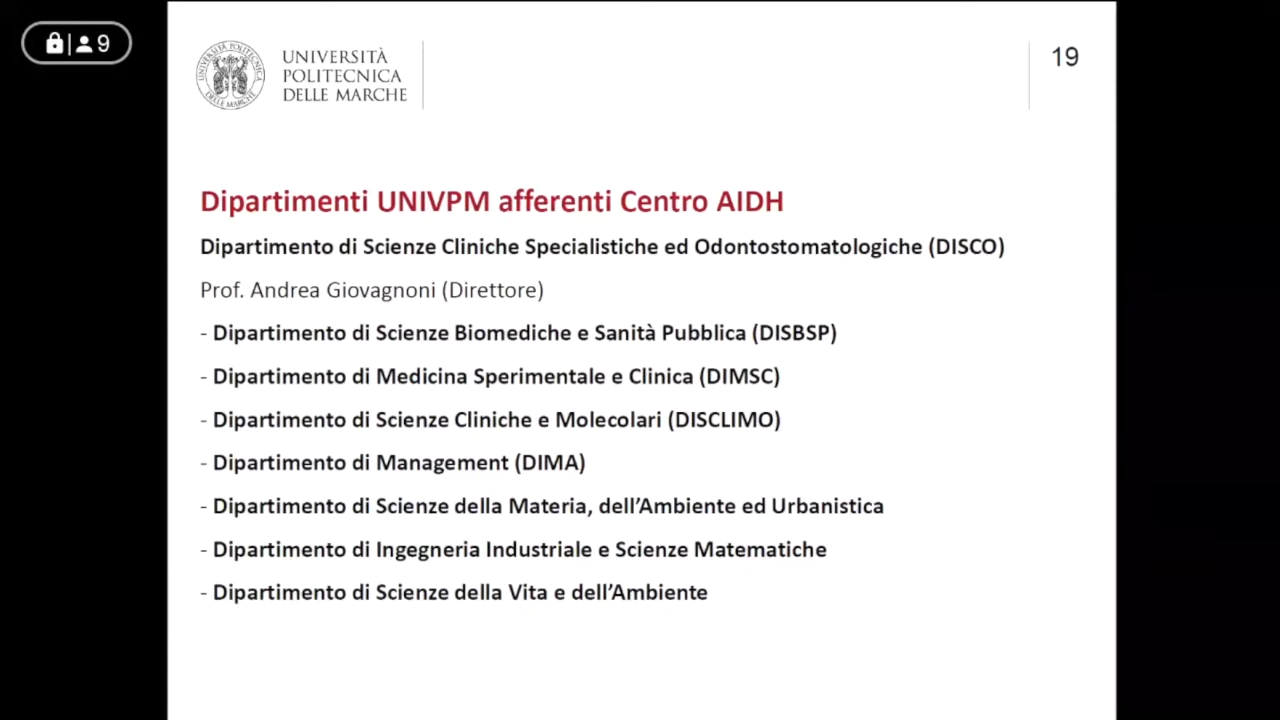 9
UNIVERSITÀ
POLITECNICA
DELLE MARCHE
19
Dipartimenti UNIVPM afferenti Centro AIDH
Dipartimento di Scienze Cliniche Specialistiche ed Odontostomatologiche (DISCO)
Prof. Andrea Giovagnoni (Direttore)
- Dipartimento di Scienze Biomediche e Sanità Pubblica (DISBSP)
- Dipartimento di Medicina Sperimentale e Clinica (DIMSC)
- Dipartimento di Scienze Cliniche e Molecolari (DISCLIMO)
- Dipartimento di Management (DIMA)
- Dipartimento di Scienze della Materia, dell’Ambiente ed Urbanistica
- Dipartimento di Ingegneria Industriale e Scienze Matematiche
- Dipartimento di Scienze della Vita e dell’Ambiente